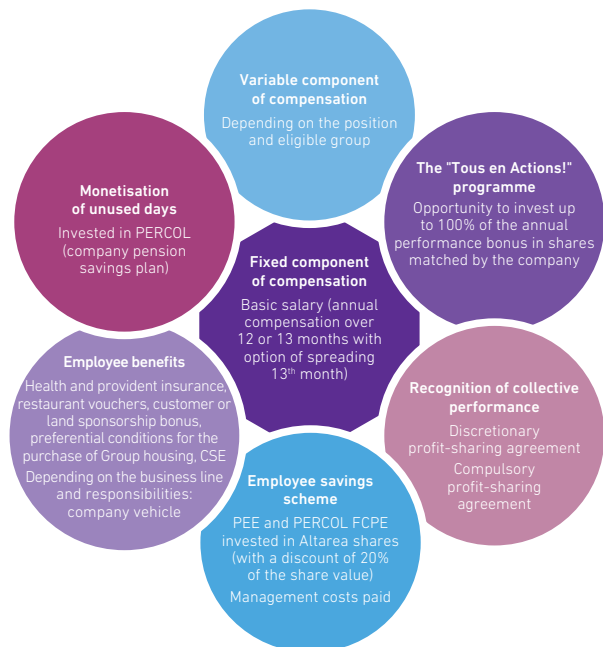 Variable component
of compensation
Depending on the position
and eligible group
The "Tous en Actions!"
programme
Opportunity to invest up
to 100% of the annual
performance bonus in shares
matched by the company
Monetisation
of unused days
Invested in PERCOL
(company pension
savings plan)
Fixed component
of compensation
Basic salary (annual
compensation over
12 or 13 months with
option of spreading
13th month)
Employee benefits
Health and provident insurance,
restaurant vouchers, customer or
land sponsorship bonus,
preferential conditions for the
purchase of Group housing, CSE
Depending on the business line
and responsibilities:
company vehicle
Recognition of collective
performance
Discretionary
profit-sharing agreement
Compulsory
profit-sharing
agreement
Employee savings
scheme
PEE and PERCOL FCPE
invested in Altarea shares
(with a discount of 20%
of the share value)
Management costs paid